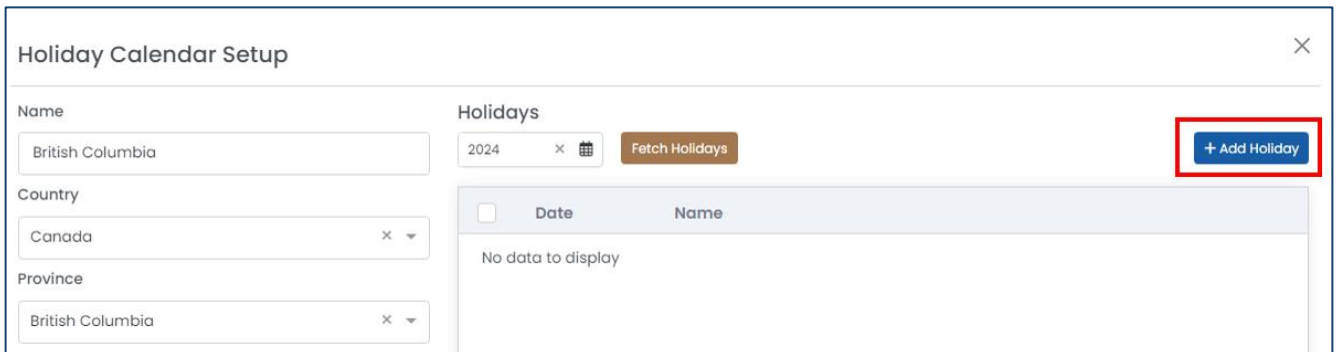 Holiday Calendar Setup
Name
British Columbia
Country
Canada
Province
British Columbia
Holidays
2024
Fetch Holidays
+ Add Holiday
Date Name
No data to display